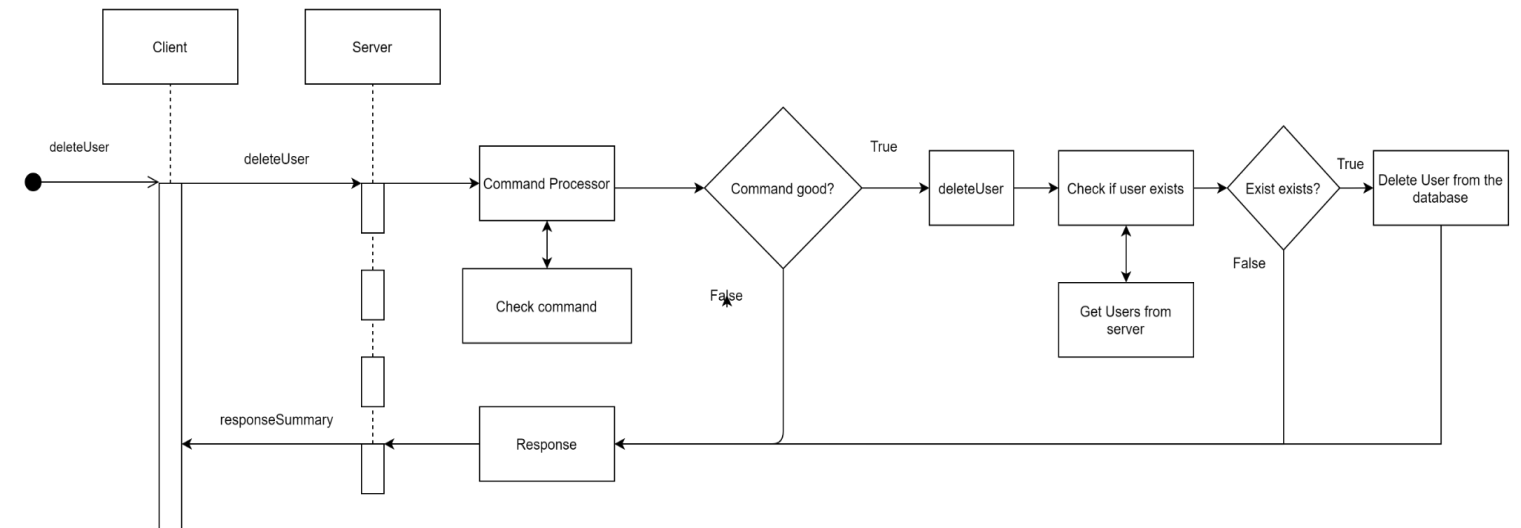 Client
Server
deleteUser
deleteUser
Command Processor
Check command
Command good?
True
False
deleteUser
Check if user exists
Get Users from
server
Exist exists?
True
False
Delete User from the
database
responseSummary
Response